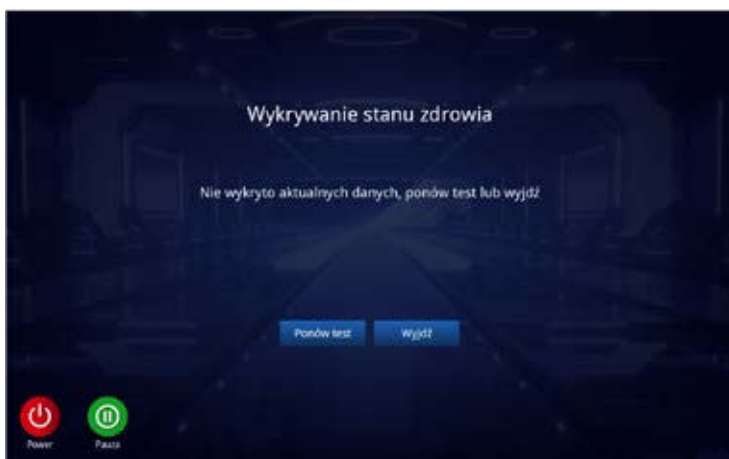 Wykrywanie stanu zdrowia
Nie wykryto aktualnych danych, ponów test lub wyjdź
Ponów test
Wyjdź
Power
Pauza